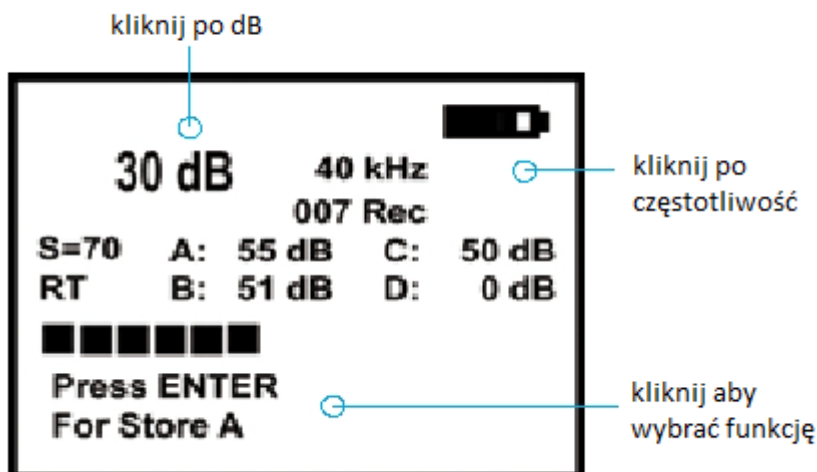 kliknij po dB
30 dB 40 kHz
kliknij po
częstotliwość
007 Rec
S=70 A: 55 dB C: 50 dB
RT B: 51 dB D: 0 dB
Press ENTER
For Store A
kliknij aby
wybrać funkcję